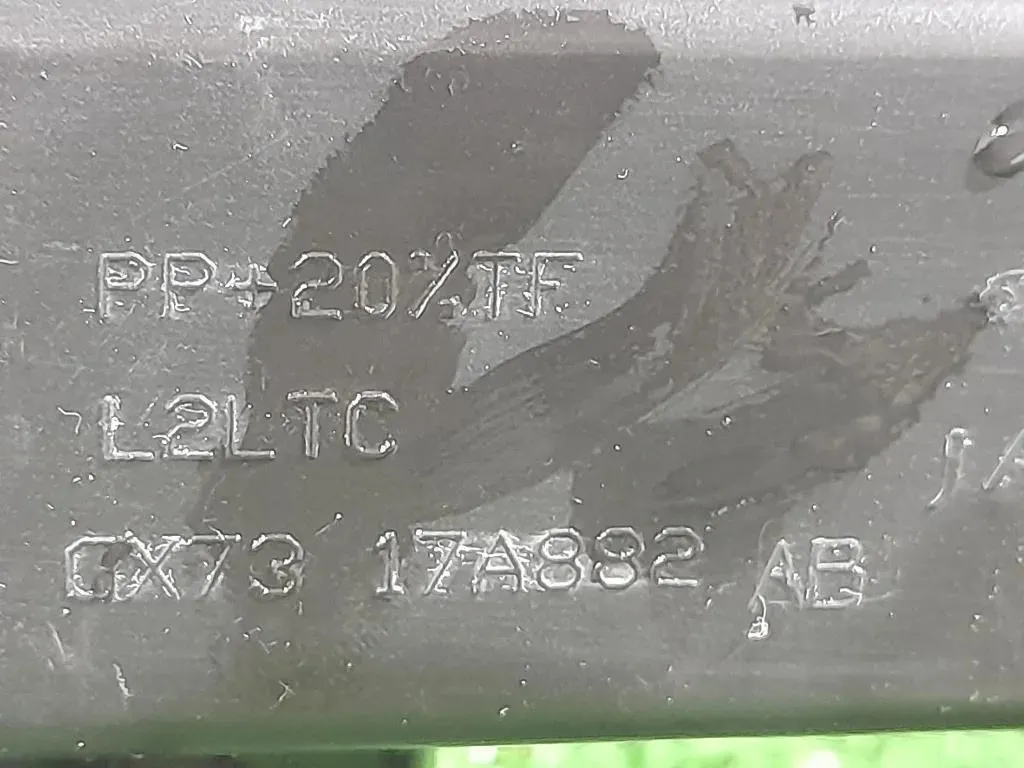 PP+20%TF
L2LTC
GX73 17A882 AB